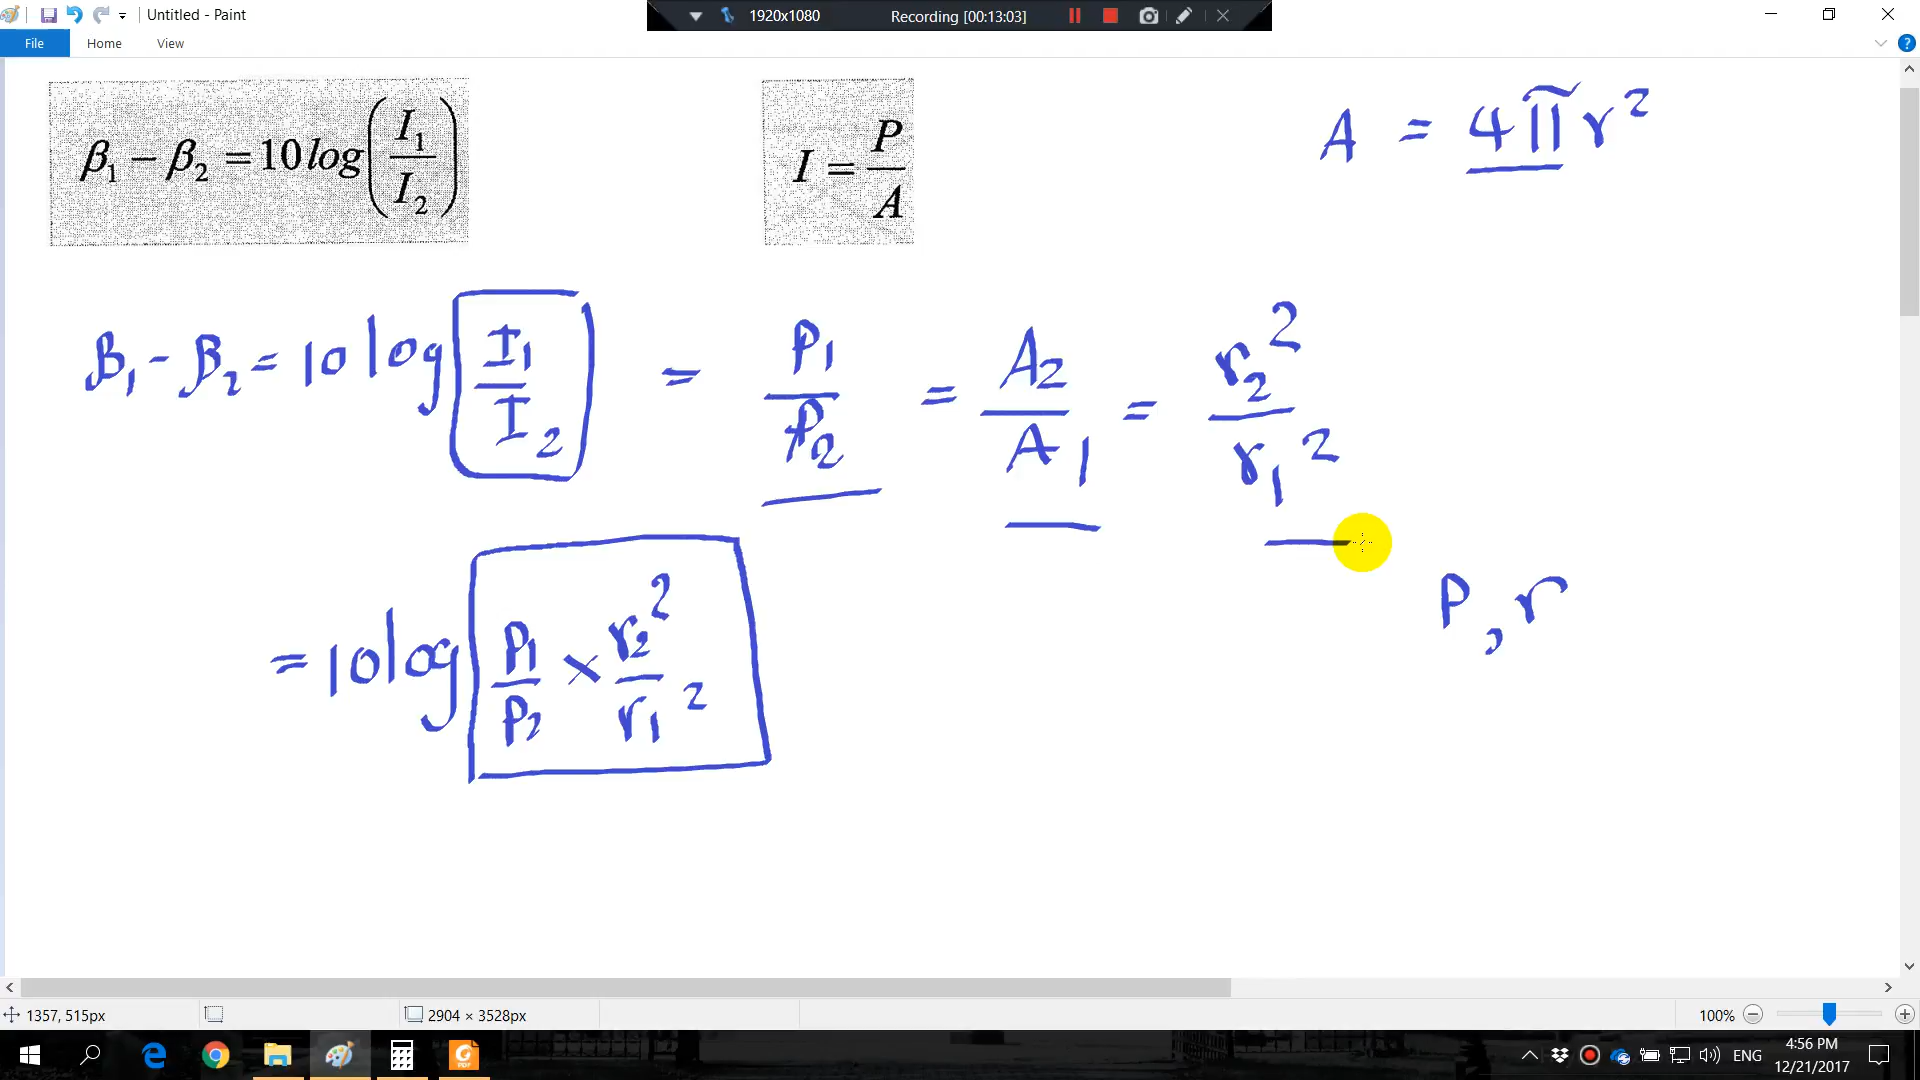 Untitled - Paint
1920x1080
Recording [00:13:03]
File Home View
β₁ − β₂ = 10 log(I₁/I₂)
I = P/A
A = 4πr²
β₁ - β₂ = 10 log I₁/I₂ = P₁/P₂ = A₂/A₁ = r₂²/r₁²
= 10 log P₁/P₂ × r₂²/r₁²
P, r
1357, 515px
2904 × 3528px
100%
ENG
4:56 PM
12/21/2017